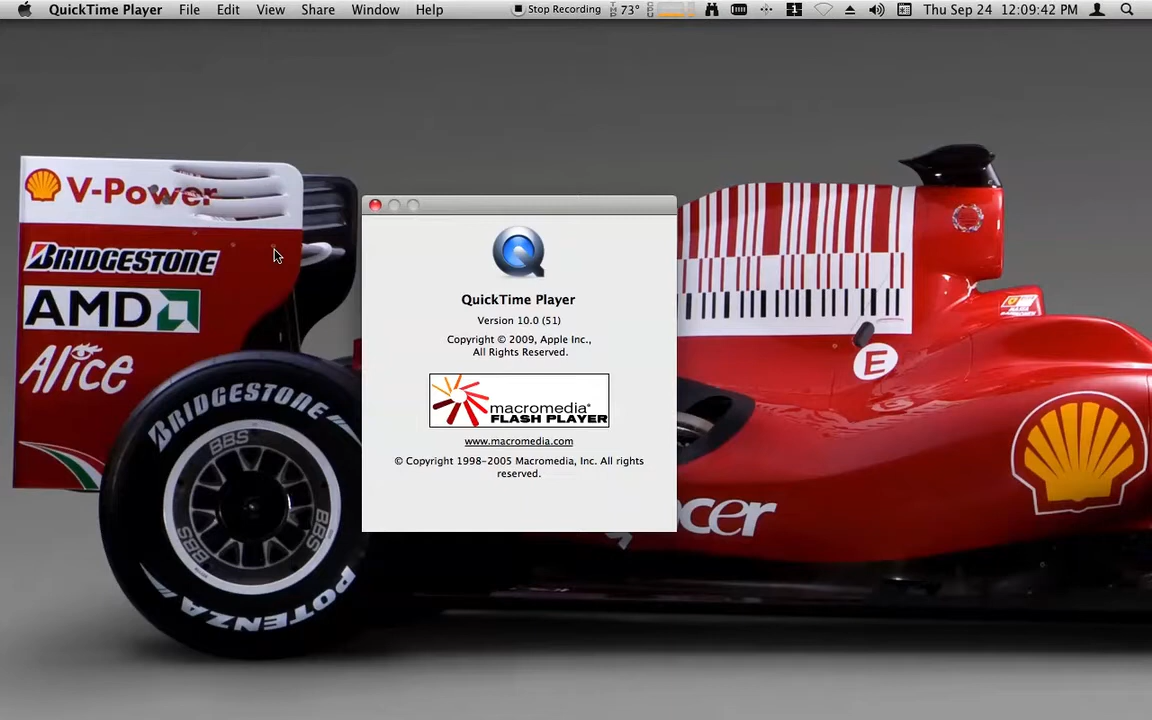 QuickTime Player File Edit View Share Window Help Stop Recording 73° 1 Thu Sep 24 12:09:42 PM
V-Power
BRIDGESTONE
AMD
Alice
BRIDGESTONE
BBS
BBS
BBS
POTENZA
QuickTime Player
Version 10.0 (51)
Copyright © 2009, Apple Inc.,
All Rights Reserved.
macromedia®
FLASH PLAYER
www.macromedia.com
© Copyright 1998-2005 Macromedia, Inc. All rights
reserved.
E
cer